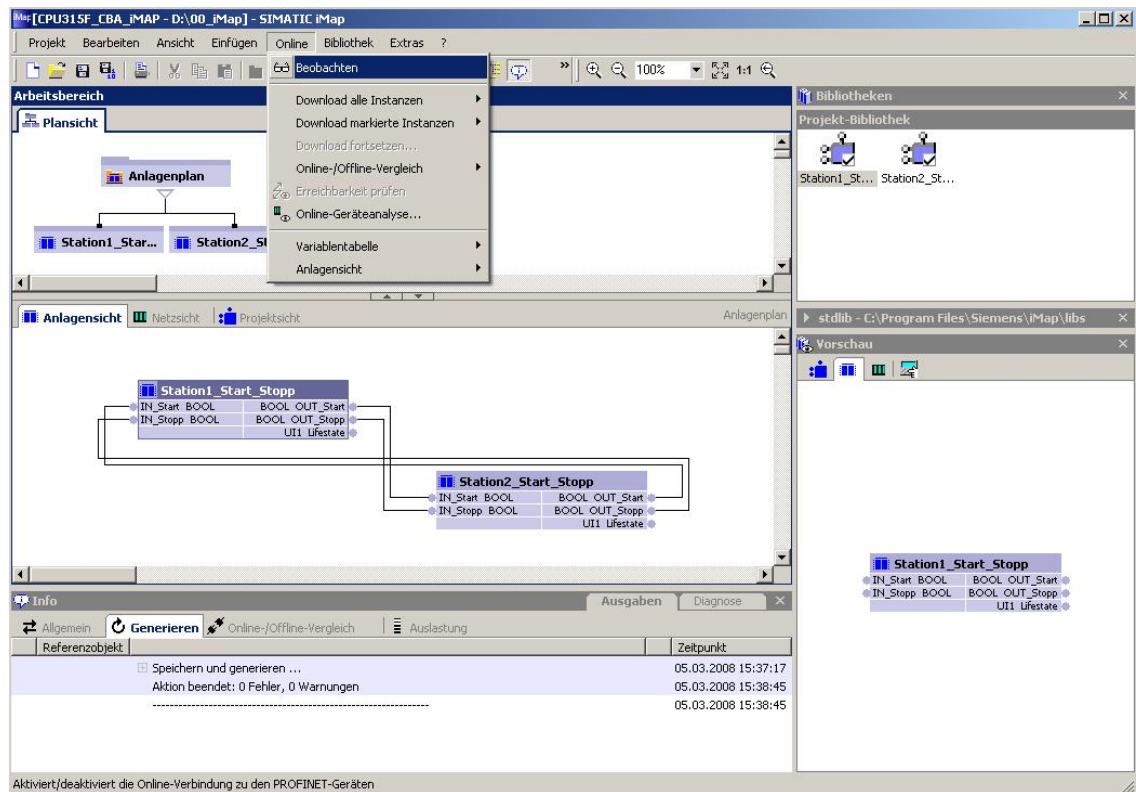 [CPU315F_CBA_iMAP - D:\00_iMap] - SIMATIC iMap
Projekt Bearbeiten Ansicht Einfügen Online Bibliothek Extras ?
100% 1:1
Beobachten
Download alle Instanzen
Download markierte Instanzen
Download fortsetzen...
Online-/Offline-Vergleich
Erreichbarkeit prüfen
Online-Geräteanalyse...
Variablentabelle
Anlagensicht
Arbeitsbereich
Plansicht
Anlagenplan
Station1_Star... Station2_St
Bibliotheken
Projekt-Bibliothek
Station1_St... Station2_St...
stdlib - C:\Program Files\Siemens\iMap\libs
Vorschau
Anlagensicht Netzsicht Projektsicht Anlagenplan
Station1_Start_Stopp
IN_Start BOOL BOOL OUT_Start
IN_Stopp BOOL BOOL OUT_Stopp
UI1 Lifestate
Station2_Start_Stopp
IN_Start BOOL BOOL OUT_Start
IN_Stopp BOOL BOOL OUT_Stopp
UI1 Lifestate
Station1_Start_Stopp
IN_Start BOOL BOOL OUT_Start
IN_Stopp BOOL BOOL OUT_Stopp
UI1 Lifestate
Info Ausgaben Diagnose
Allgemein Generieren Online-/Offline-Vergleich Auslastung
Referenzobjekt Zeitpunkt
Speichern und generieren ... 05.03.2008 15:37:17
Aktion beendet: 0 Fehler, 0 Warnungen 05.03.2008 15:38:45
---------------------------------------------------------------- 05.03.2008 15:38:45
Aktiviert/deaktiviert die Online-Verbindung zu den PROFINET-Geräten